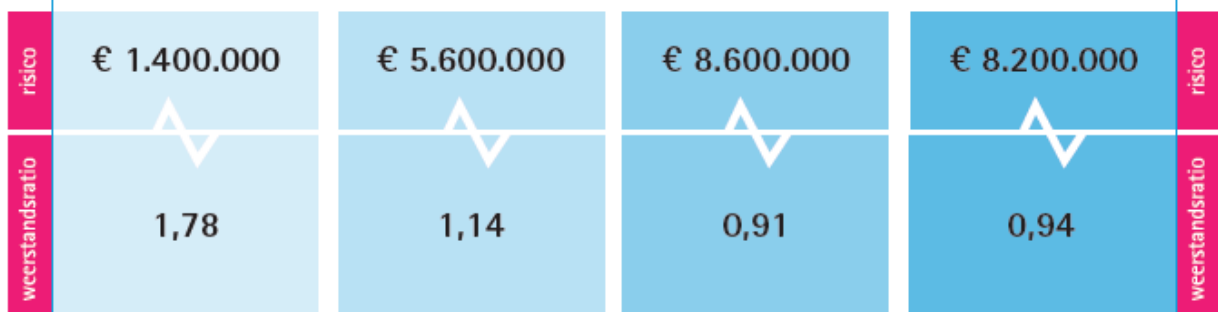 risico € 1.400.000 € 5.600.000 € 8.600.000 € 8.200.000 risico
weerstandsratio 1,78 1,14 0,91 0,94 weerstandsratio